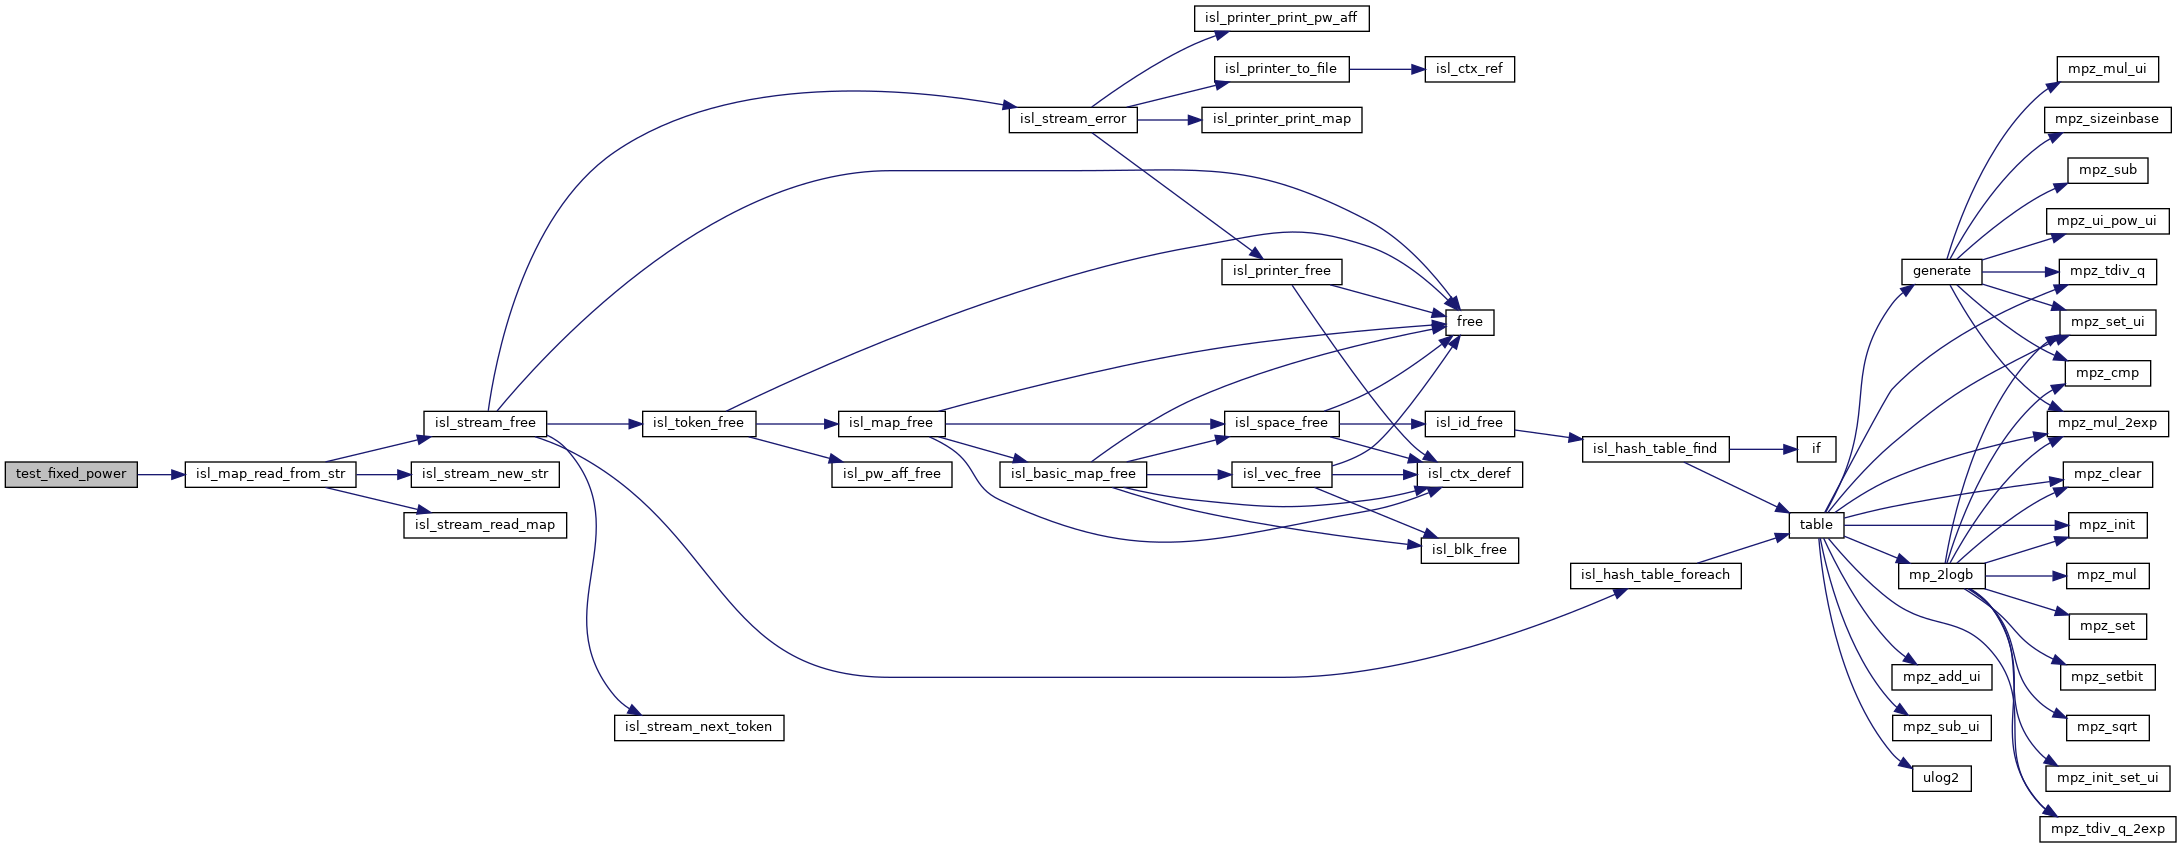 test_fixed_power
isl_map_read_from_str
isl_stream_free
isl_stream_new_str
isl_stream_read_map
isl_token_free
isl_stream_next_token
isl_map_free
isl_pw_aff_free
isl_stream_error
isl_basic_map_free
isl_printer_print_pw_aff
isl_printer_to_file
isl_printer_print_map
isl_printer_free
isl_space_free
isl_vec_free
isl_ctx_ref
free
isl_id_free
isl_ctx_deref
isl_blk_free
isl_hash_table_find
isl_hash_table_foreach
if
table
generate
mp_2logb
mpz_add_ui
mpz_sub_ui
ulog2
mpz_mul_ui
mpz_sizeinbase
mpz_sub
mpz_ui_pow_ui
mpz_tdiv_q
mpz_set_ui
mpz_cmp
mpz_mul_2exp
mpz_clear
mpz_init
mpz_mul
mpz_set
mpz_setbit
mpz_sqrt
mpz_init_set_ui
mpz_tdiv_q_2exp